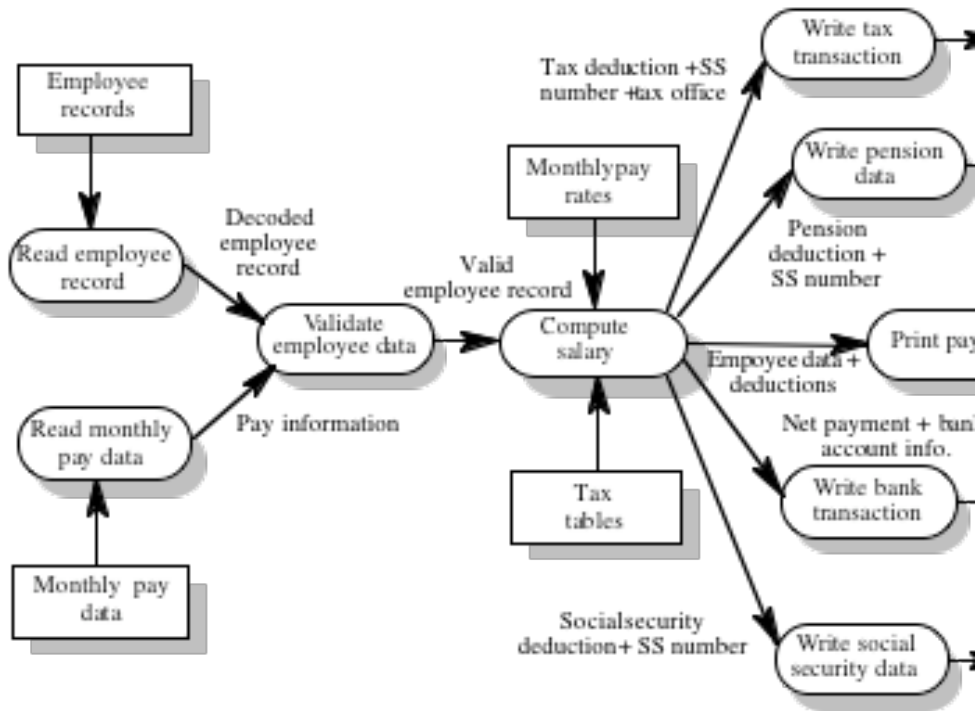 Write tax
transaction
Tax deduction +SS
number +tax office
Employee
records
Monthlypay
rates
Write pension
data
Decoded
employee
record
Pension
deduction +
SS number
Read employee
record
Valid
employee record
Validate
employee data
Compute
salary
Print pay
Empoyee data +
deductions
Pay information
Read monthly
pay data
Net payment + bank
account info.
Write bank
transaction
Tax
tables
Monthly pay
data
Socialsecurity
deduction+ SS number
Write social
security data